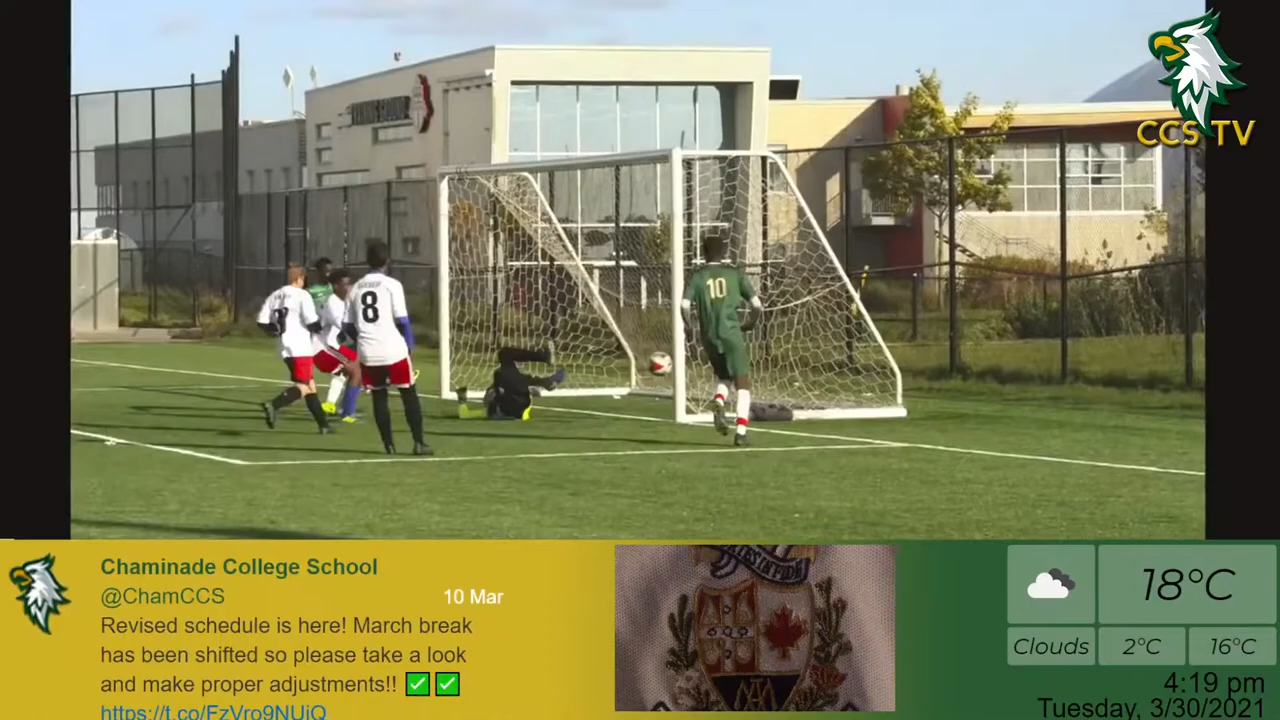 CCS TV
10
8
Chaminade College School
@ChamCCS
10 Mar
Revised schedule is here! March break
has been shifted so please take a look
and make proper adjustments!!
https://t.co/FzVro9NUiQ
18°C
Clouds
2°C
16°C
4:19 pm
Tuesday, 3/30/2021